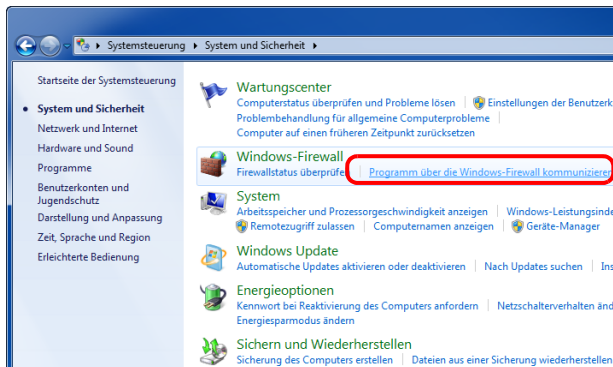 Systemsteuerung ▸ System und Sicherheit ▸
Startseite der Systemsteuerung
System und Sicherheit
Netzwerk und Internet
Hardware und Sound
Programme
Benutzerkonten und
Jugendschutz
Darstellung und Anpassung
Zeit, Sprache und Region
Erleichterte Bedienung
Wartungscenter
Computerstatus überprüfen und Probleme lösen | Einstellungen der Benutzerk
Problembehandlung für allgemeine Computerprobleme |
Computer auf einen früheren Zeitpunkt zurücksetzen
Windows-Firewall
Firewallstatus überprüfe | Programm über die Windows-Firewall kommunizieren
System
Arbeitsspeicher und Prozessorgeschwindigkeit anzeigen | Windows-Leistungsinde
Remotezugriff zulassen | Computernamen anzeigen | Geräte-Manager
Windows Update
Automatische Updates aktivieren oder deaktivieren | Nach Updates suchen | Ins
Energieoptionen
Kennwort bei Reaktivierung des Computers anfordern | Netzschalterverhalten änd
Energiesparmodus ändern
Sichern und Wiederherstellen
Sicherung des Computers erstellen | Dateien aus einer Sicherung wiederherstellen